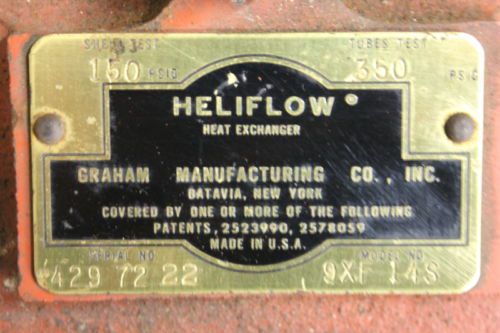 SHELL TEST TUBES TEST
150 PSIG 350 PSIG
HELIFLOW®
HEAT EXCHANGER
GRAHAM MANUFACTURING CO., INC.
BATAVIA, NEW YORK
COVERED BY ONE OR MORE OF THE FOLLOWING
PATENTS, 2523990, 2578059
MADE IN U.S.A.
SERIAL NO MODEL NO
429 72 22 9XF 14S